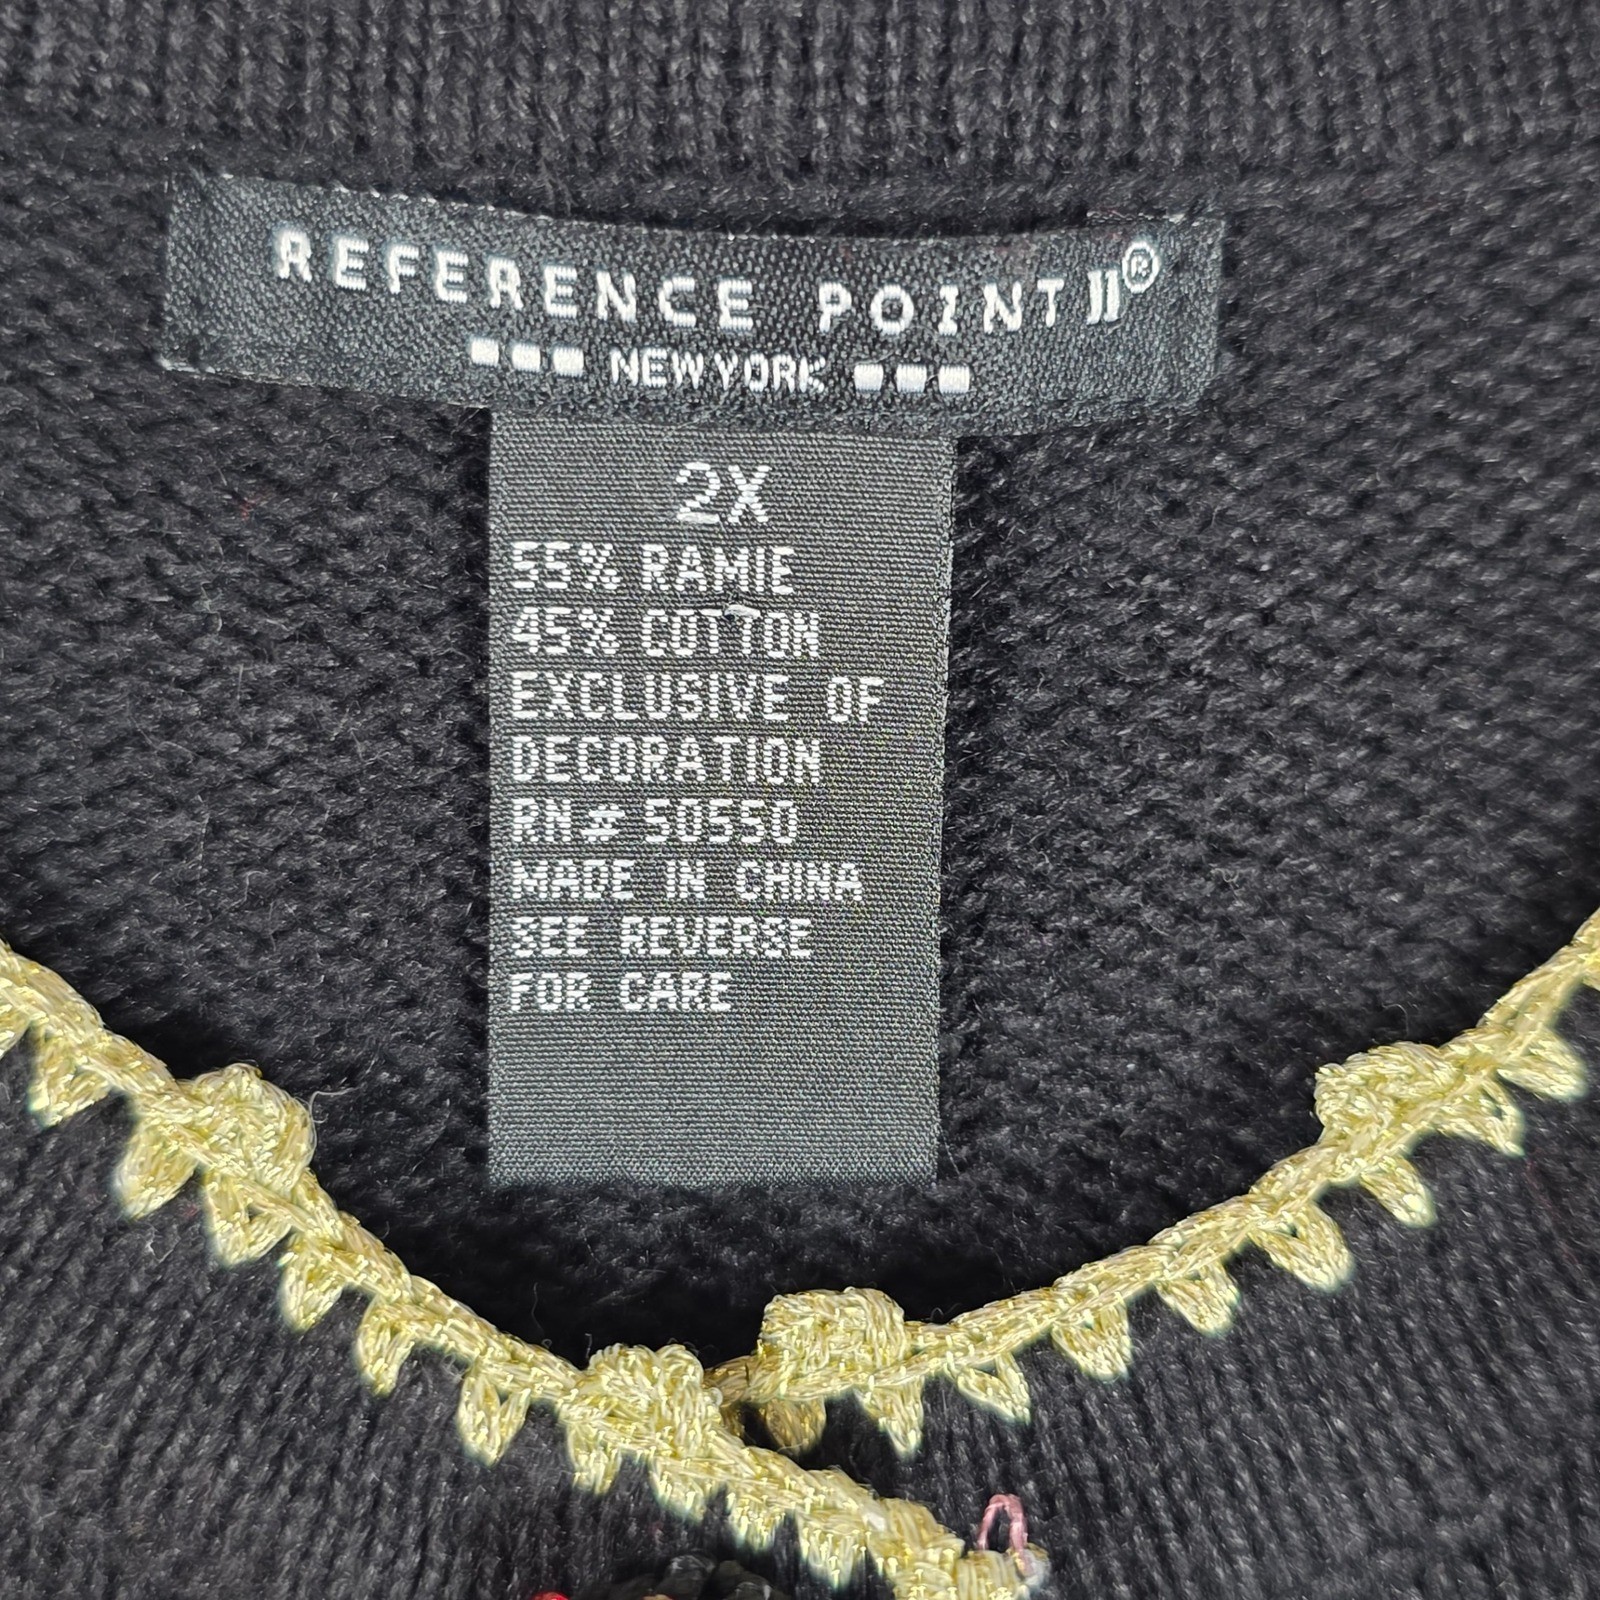 REFERENCE POINT II®
NEW YORK
2X
55% RAMIE
45% COTTON
EXCLUSIVE OF
DECORATION
RN# 50550
MADE IN CHINA
SEE REVERSE
FOR CARE